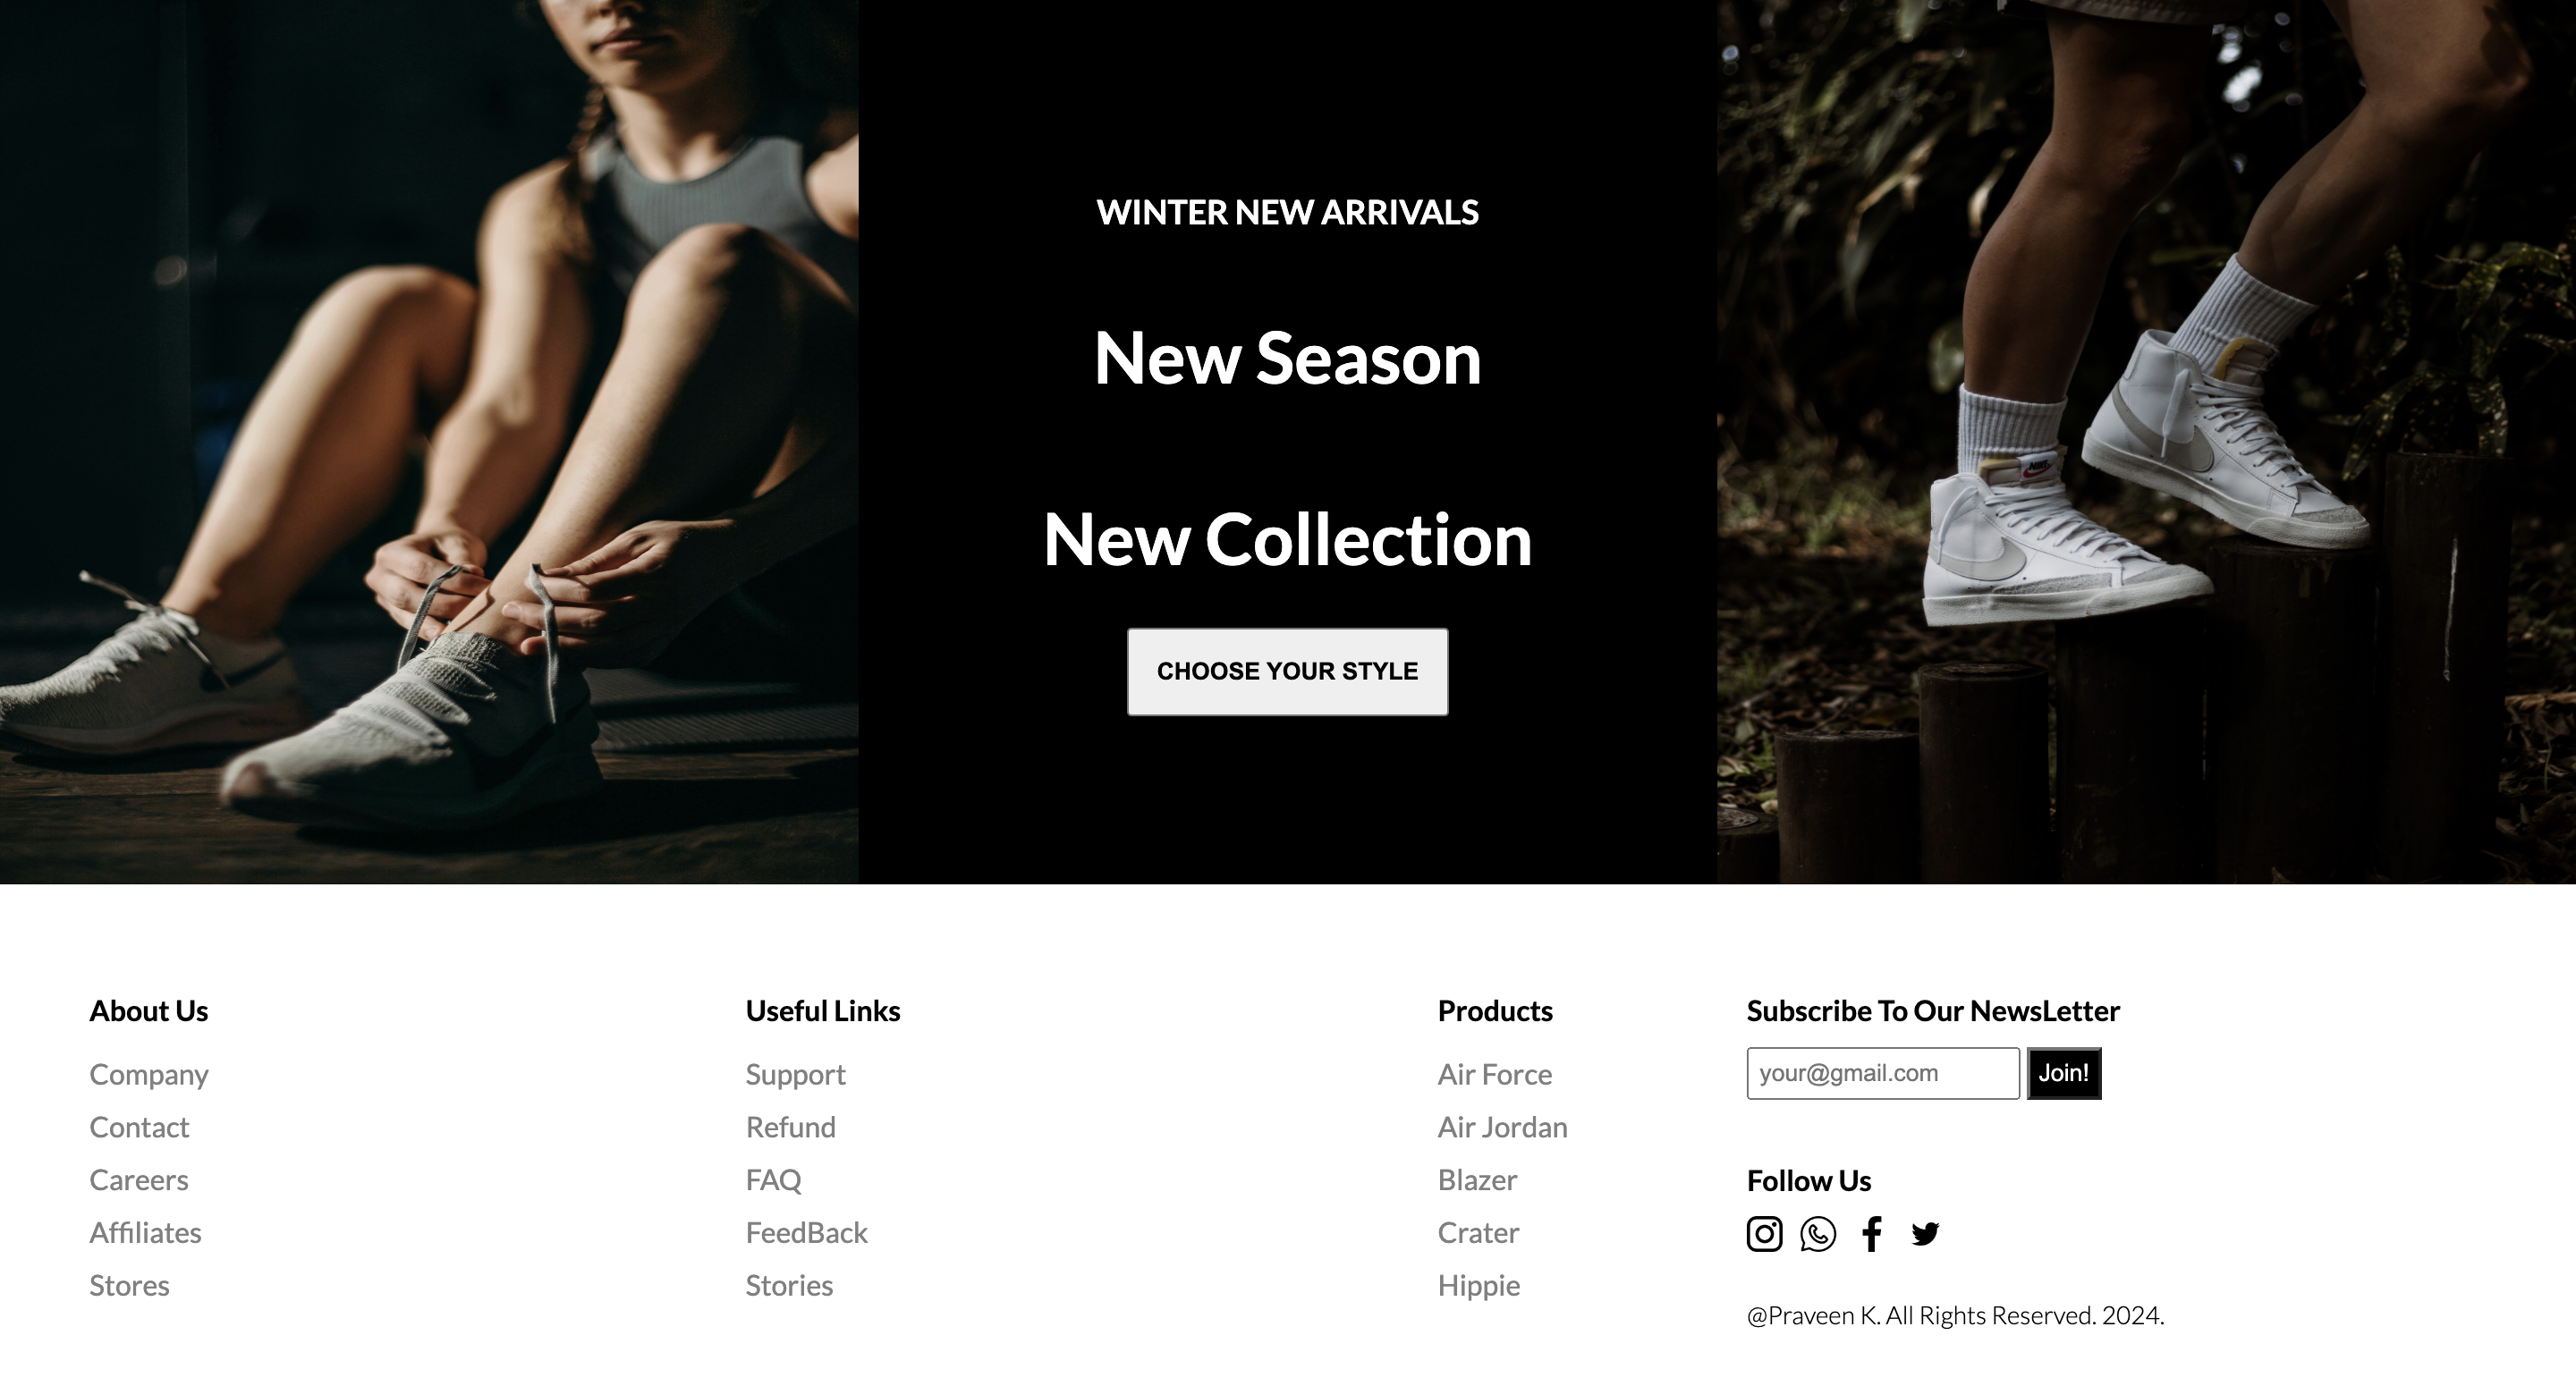 WINTER NEW ARRIVALS
New Season
New Collection
CHOOSE YOUR STYLE
NIKE
About Us
Company
Contact
Careers
Affiliates
Stores
Useful Links
Support
Refund
FAQ
FeedBack
Stories
Products
Air Force
Air Jordan
Blazer
Crater
Hippie
Subscribe To Our NewsLetter
your@gmail.com
Join!
Follow Us
@Praveen K. All Rights Reserved. 2024.